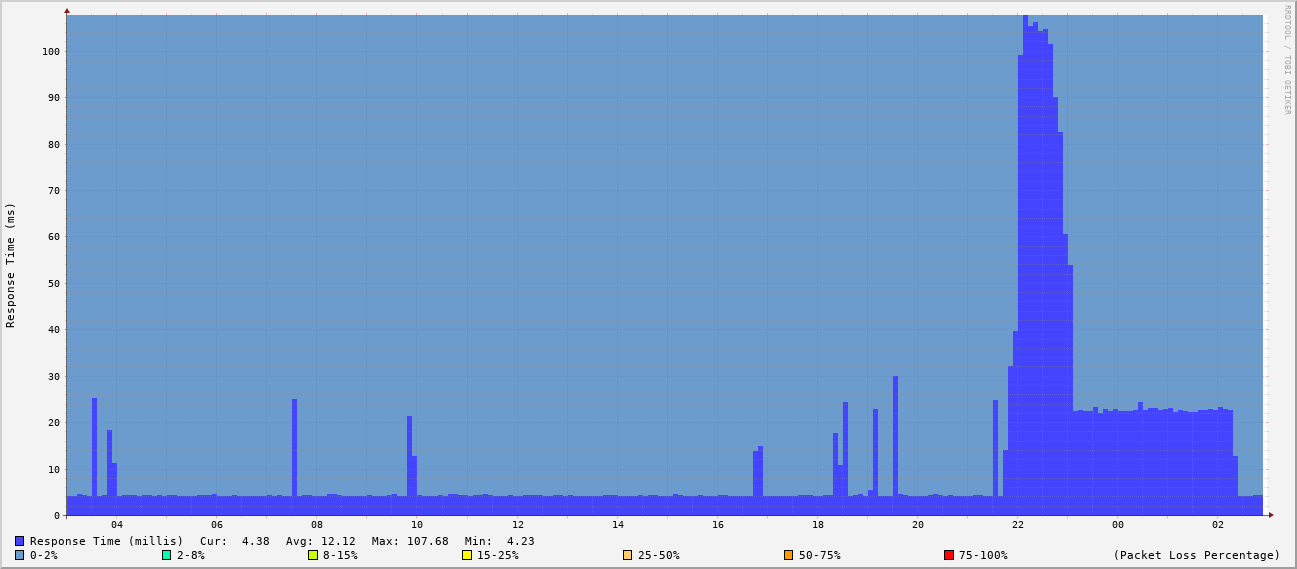 RRDTOOL / TOBI OETIKER
Response Time (ms)
100
90
80
70
60
50
40
30
20
10
0
04 06 08 10 12 14 16 18 20 22 00 02
Response Time (millis) Cur: 4.38 Avg: 12.12 Max: 107.68 Min: 4.23
0-2% 2-8% 8-15% 15-25% 25-50% 50-75% 75-100% (Packet Loss Percentage)